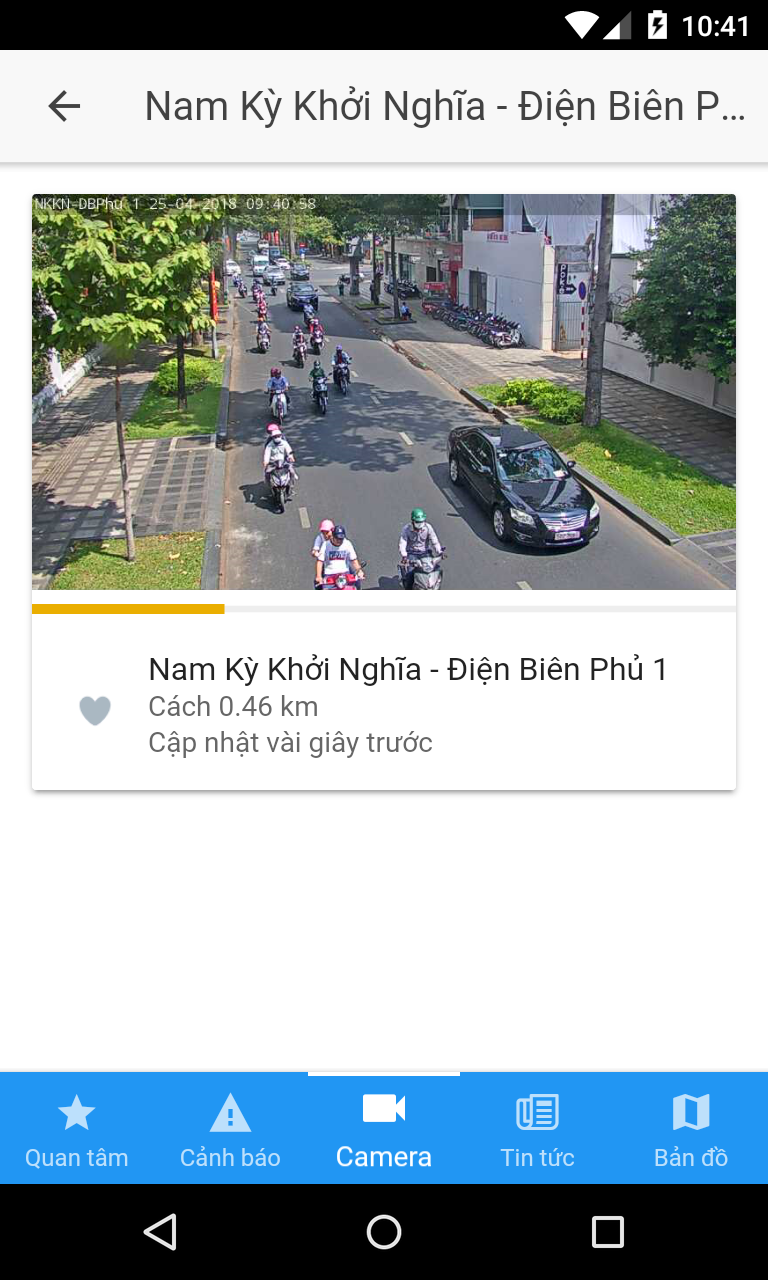 10:41
Nam Kỳ Khởi Nghĩa - Điện Biên P...
NKKN-DBPhu 1 25-04-2018 09:40:58
Nam Kỳ Khởi Nghĩa - Điện Biên Phủ 1
Cách 0.46 km
Cập nhật vài giây trước
Quan tâm
Cảnh báo
Camera
Tin tức
Bản đồ